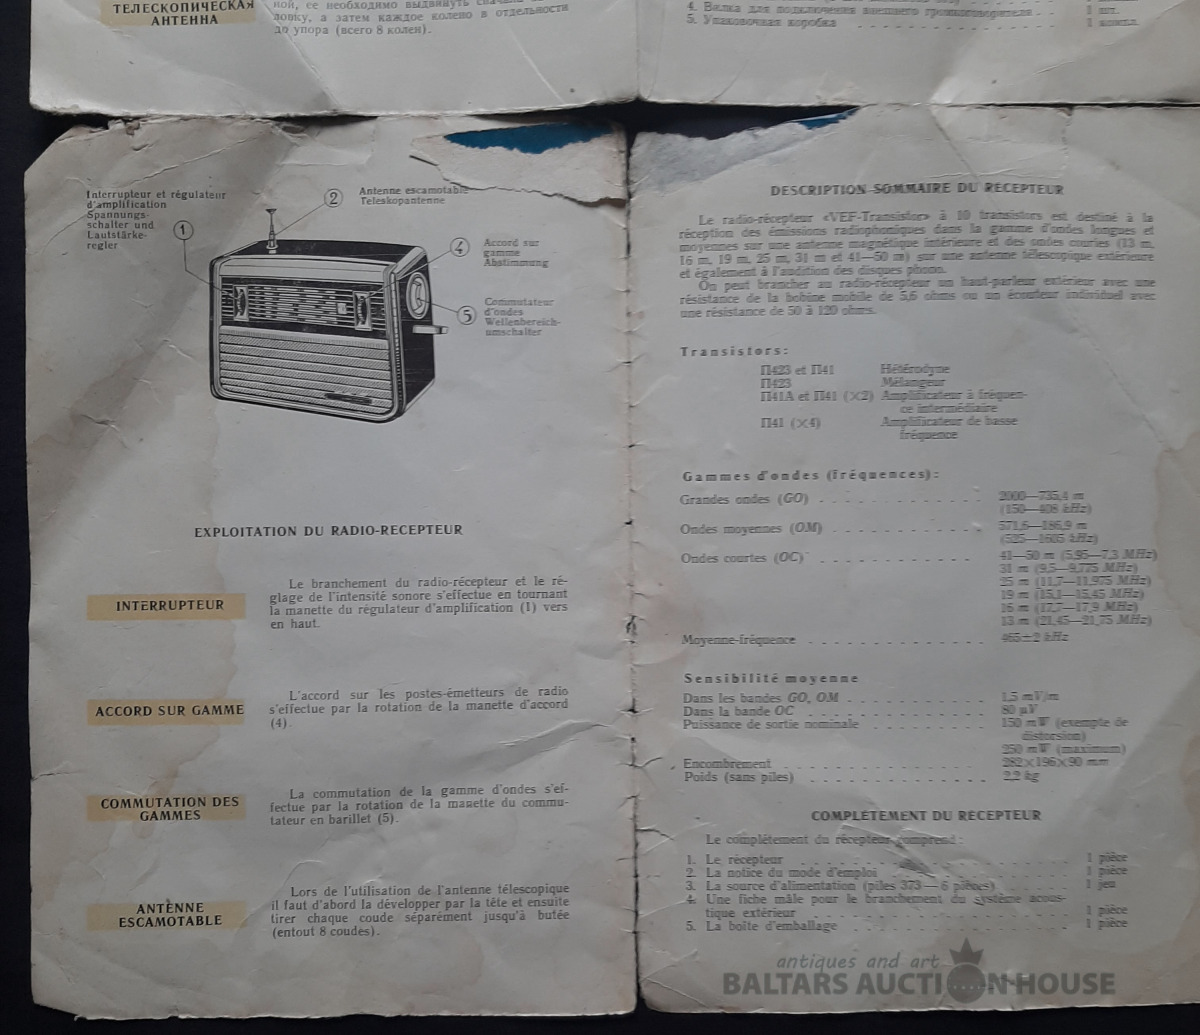 ТЕЛЕСКОПИЧЕСКАЯ
АНТЕННА
ной, ее необходимо выдвинуть
ловку, а затем каждое колено в отдельности
до упора (всего 8 колен).
4. Вилка для подключения внешнего громкоговорителя 1 шт.
5. Упаковочная коробка 1 компл.
Interrupteur et régulateur
d'amplification
Spannungs-
schalter und
Lautstärke-
regler
1
2
Antenne escamotable
Teleskopantenne
4
Accord sur
gamme
Abstimmung
5
Commutateur
d'ondes
Wellenbereich-
umschalter
EXPLOITATION DU RADIO-RECEPTEUR
INTERRUPTEUR
Le branchement du radio-récepteur et le ré-
glage de l'intensité sonore s'effectue en tournant
la manette du régulateur d'amplification (1) vers
en haut.
ACCORD SUR GAMME
L'accord sur les postes-émetteurs de radio
s'effectue par la rotation de la manette d'accord
(4).
COMMUTATION DES
GAMMES
La commutation de la gamme d'ondes s'ef-
fectue par la rotation de la manette du commu-
tateur en barillet (5).
ANTENNE
ESCAMOTABLE
Lors de l'utilisation de l'antenne télescopique
il faut d'abord la développer par la tête et ensuite
tirer chaque coude séparément jusqu'à butée
(entout 8 coudes).
DESCRIPTION SOMMAIRE DU RECEPTEUR
Le radio-récepteur «VEF-Transistor» à 10 transistors est destiné à la
réception des émissions radiophoniques dans la gamme d'ondes longues et
moyennes sur une antenne magnétique intérieure et des ondes courtes (13 m,
16 m, 19 m, 25 m, 31 m et 41—50 m) sur une antenne télescopique extérieure
et également à l'audition des disques phono.
On peut brancher au radio-récepteur un haut-parleur extérieur avec une
résistance de la bobine mobile de 5,6 ohms ou un écouteur individuel avec
une résistance de 50 à 120 ohms.
Transistors:
П423 et П41 Hétérodyne
П423 Mélangeur
П41А et П41 (×2) Amplificateur à fréquen-
ce intermédiaire
П41 (×4) Amplificateur de basse
fréquence
Gammes d'ondes (fréquences):
Grandes ondes (GO) . . . . . . . . . . . . 2000—735,4 m
(150—408 kHz)
Ondes moyennes (OM) . . . . . . . . . . . 571,6—186,9 m
(525—1605 kHz)
Ondes courtes (OC) . . . . . . . . . . . . 41—50 m (5,95—7,3 MHz)
31 m (9,5—9,775 MHz)
25 m (11,7—11,975 MHz)
19 m (15,1—15,45 MHz)
16 m (17,7—17,9 MHz)
13 m (21,45—21,75 MHz)
Moyenne-fréquence . . . . . . . . . . . . . 465±2 kHz
Sensibilité moyenne
Dans les bandes GO, OM . . . . . . . . . . 1,5 mV/m
Dans la bande OC . . . . . . . . . . . . . 80 µV
Puissance de sortie nominale . . . . . . . . 150 mW (exempte de
distorsion)
250 mW (maximum)
Encombrement . . . . . . . . . . . . . . . 282×196×90 mm
Poids (sans piles) . . . . . . . . . . . . . 2,2 kg
COMPLÈTEMENT DU RÉCEPTEUR
Le complètement du récepteur comprend:
1. Le récepteur . . . . . . . . . . . . . . . 1 pièce
2. La notice du mode d'emploi . . . . . . . . 1 pièce
3. La source d'alimentation (piles 373 — 6 pièces) . . . . 1 jeu
4. Une fiche mâle pour le branchement du système acous-
tique extérieur . . . . . . . . . . . . . . . 1 pièce
5. La boîte d'emballage . . . . . . . . . . . 1 pièce
antiques and art
BALTARS AUCTION HOUSE